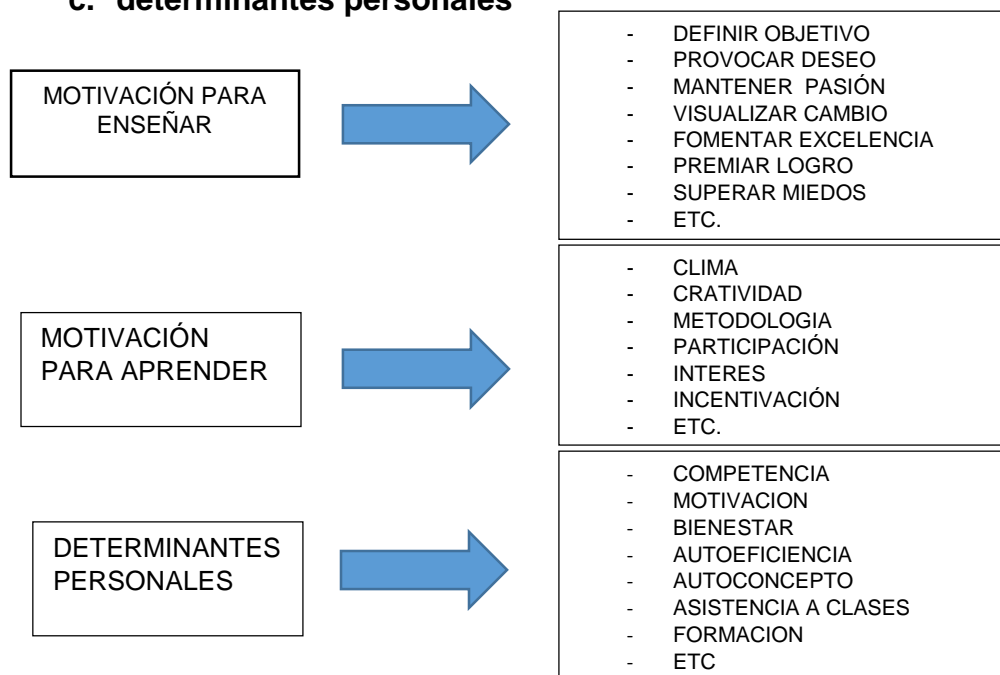 c. determinantes personales
MOTIVACIÓN PARA
ENSEÑAR
- DEFINIR OBJETIVO
- PROVOCAR DESEO
- MANTENER PASIÓN
- VISUALIZAR CAMBIO
- FOMENTAR EXCELENCIA
- PREMIAR LOGRO
- SUPERAR MIEDOS
- ETC.
MOTIVACIÓN
PARA APRENDER
- CLIMA
- CRATIVIDAD
- METODOLOGIA
- PARTICIPACIÓN
- INTERES
- INCENTIVACIÓN
- ETC.
DETERMINANTES
PERSONALES
- COMPETENCIA
- MOTIVACION
- BIENESTAR
- AUTOEFICIENCIA
- AUTOCONCEPTO
- ASISTENCIA A CLASES
- FORMACION
- ETC